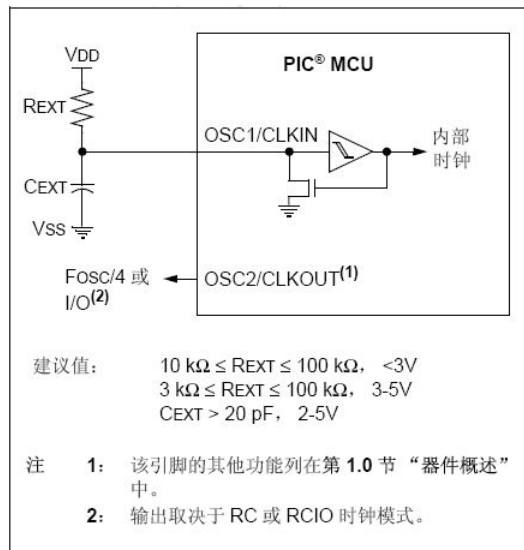 VDD
PIC® MCU
REXT
OSC1/CLKIN
内部
时钟
CEXT
VSS
FOSC/4 或
I/O(2)
OSC2/CLKOUT(1)
建议值： 10 kΩ ≤ REXT ≤ 100 kΩ， <3V
3 kΩ ≤ REXT ≤ 100 kΩ， 3-5V
CEXT > 20 pF， 2-5V
注 1： 该引脚的其他功能列在第 1.0 节 “器件概述”
中。
2： 输出取决于 RC 或 RCIO 时钟模式。